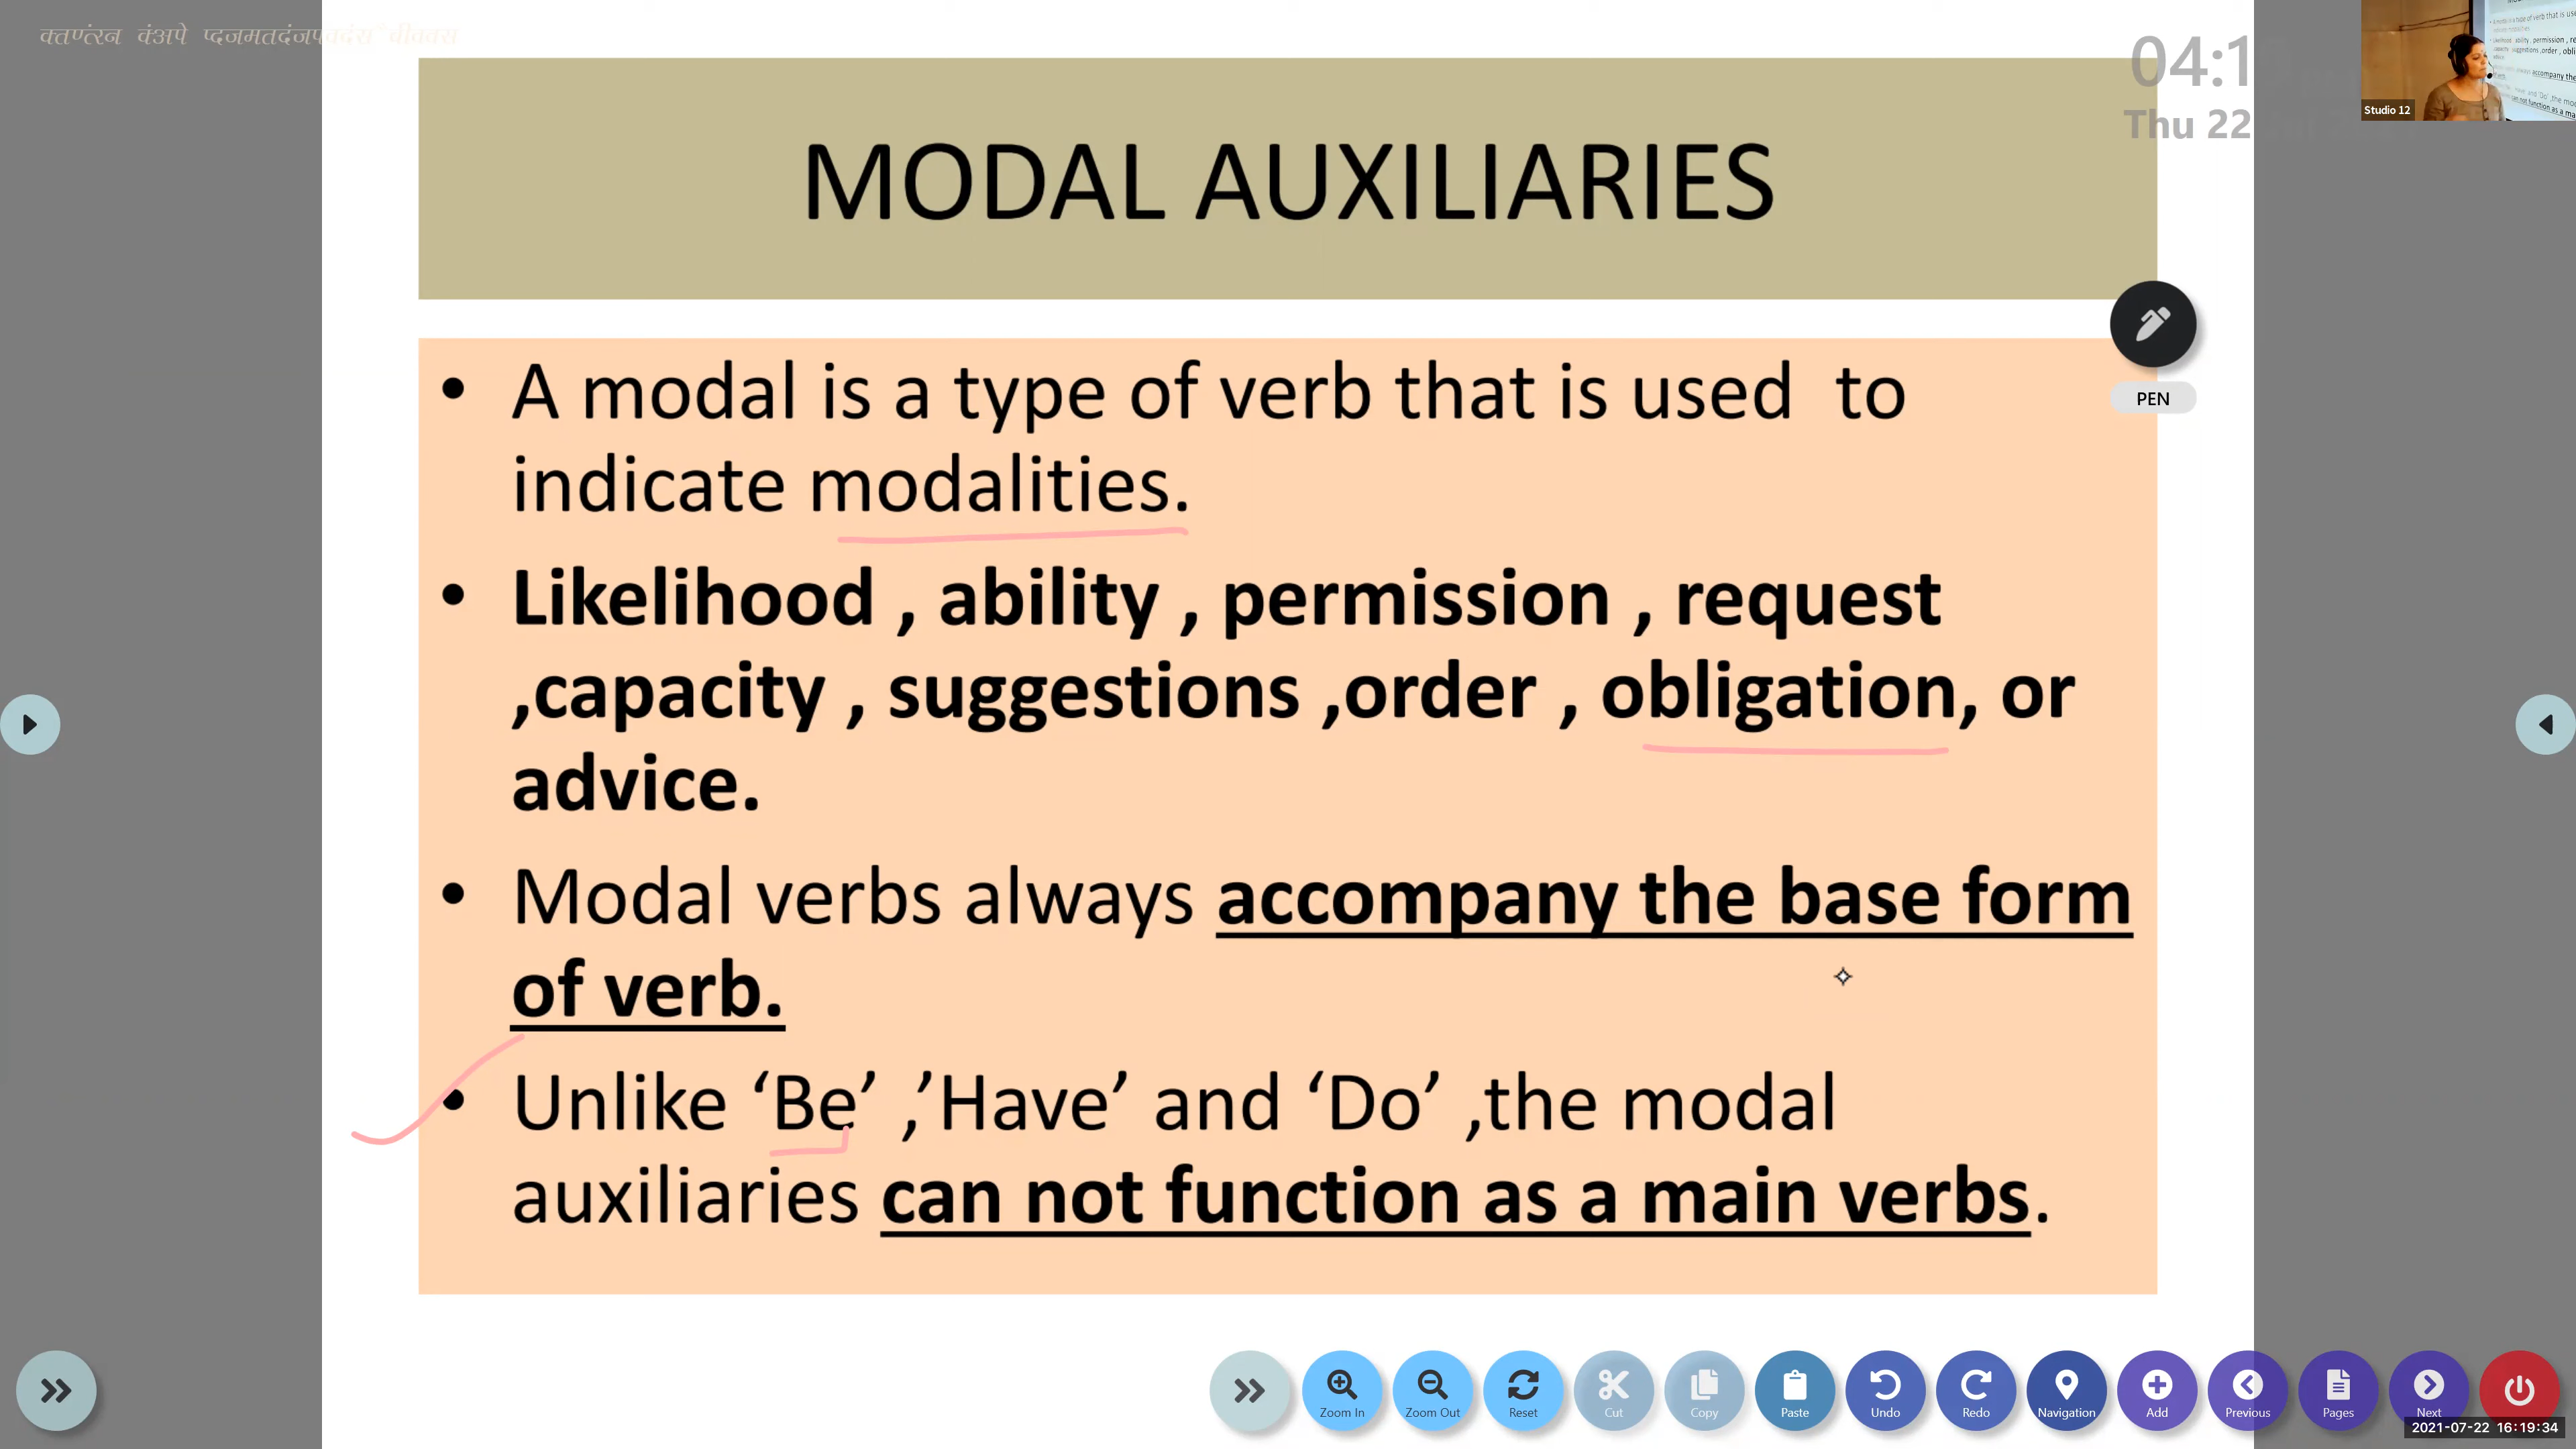 04:1
Thu 22
Studio 12
MODAL AUXILIARIES
PEN
• A modal is a type of verb that is used to
indicate modalities.
• Likelihood , ability , permission , request
,capacity , suggestions ,order , obligation, or
advice.
• Modal verbs always accompany the base form
of verb.
• Unlike ‘Be’ ,’Have’ and ‘Do’ ,the modal
auxiliaries can not function as a main verbs.
Zoom In
Zoom Out
Reset
Cut
Copy
Paste
Undo
Redo
Navigation
Add
Previous
Pages
Next
2021-07-22 16:19:34